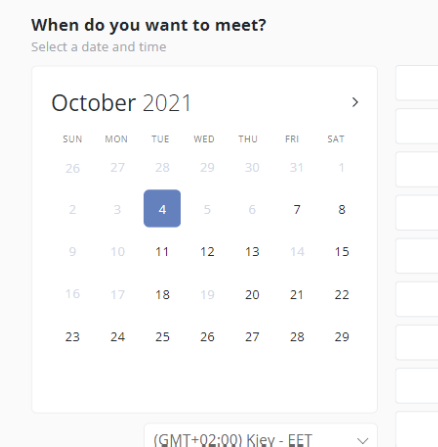 When do you want to meet?
Select a date and time
October 2021
SUN MON TUE WED THU FRI SAT
26 27 28 29 30 31 1
2 3 4 5 6 7 8
9 10 11 12 13 14 15
16 17 18 19 20 21 22
23 24 25 26 27 28 29
(GMT+02:00) Kiev - EET